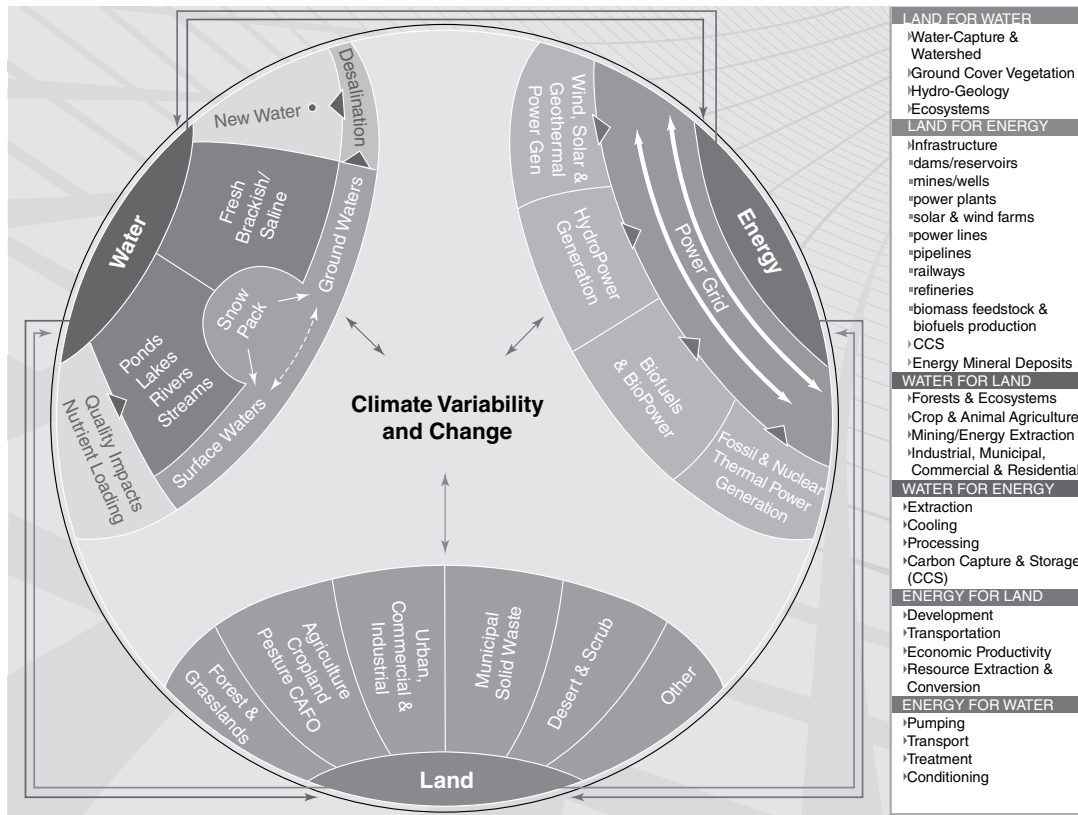 Desalination
New Water
Water
Fresh
Brackish/
Saline
Ground Waters
Snow
Pack
Ponds
Lakes
Rivers
Streams
Surface Waters
Quality Impacts
Nutrient Loading
Wind, Solar &
Geothermal
Power Gen
HydroPower
Generation
Biofuels
& BioPower
Fossil & Nuclear
Thermal Power
Generation
Power Grid
Energy
Climate Variability
and Change
Forest &
Grasslands
Agriculture
Cropland
Pesture CAFO
Urban,
Commercial &
Industrial
Municipal
Solid Waste
Desert & Scrub
Other
Land
LAND FOR WATER
Water-Capture &
Watershed
Ground Cover Vegetation
Hydro-Geology
Ecosystems
LAND FOR ENERGY
Infrastructure
dams/reservoirs
mines/wells
power plants
solar & wind farms
power lines
pipelines
railways
refineries
biomass feedstock &
biofuels production
CCS
Energy Mineral Deposits
WATER FOR LAND
Forests & Ecosystems
Crop & Animal Agriculture
Mining/Energy Extraction
Industrial, Municipal,
Commercial & Residential
WATER FOR ENERGY
Extraction
Cooling
Processing
Carbon Capture & Storage
(CCS)
ENERGY FOR LAND
Development
Transportation
Economic Productivity
Resource Extraction &
Conversion
ENERGY FOR WATER
Pumping
Transport
Treatment
Conditioning